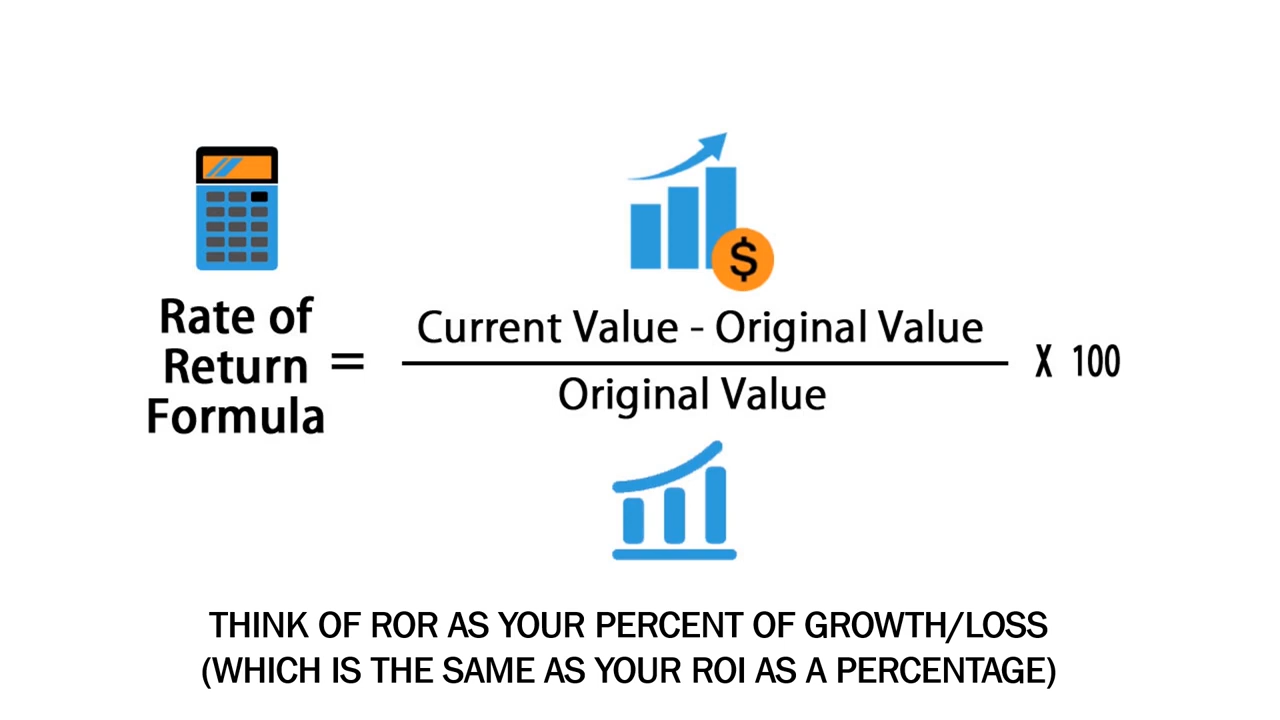 $
Rate of
Return
Formula
=
Current Value - Original Value
Original Value
X 100
THINK OF ROR AS YOUR PERCENT OF GROWTH/LOSS
(WHICH IS THE SAME AS YOUR ROI AS A PERCENTAGE)